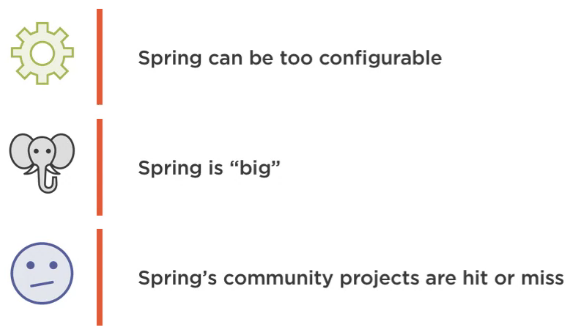 Spring can be too configurable
Spring is “big”
Spring’s community projects are hit or miss